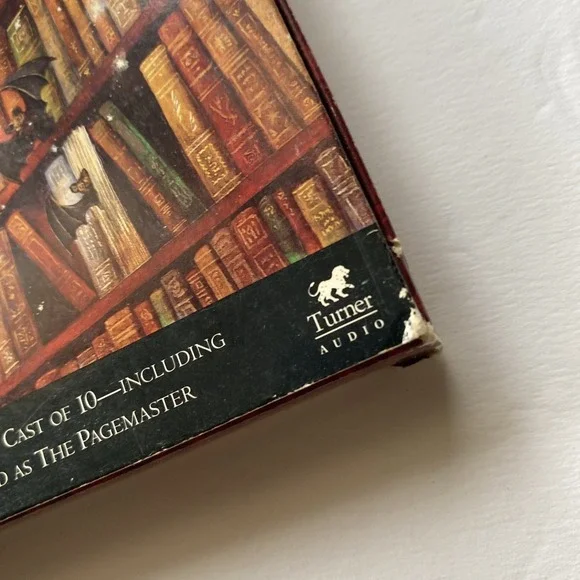 CAST OF 10—INCLUDING
AS THE PAGEMASTER
Turner
AUDIO